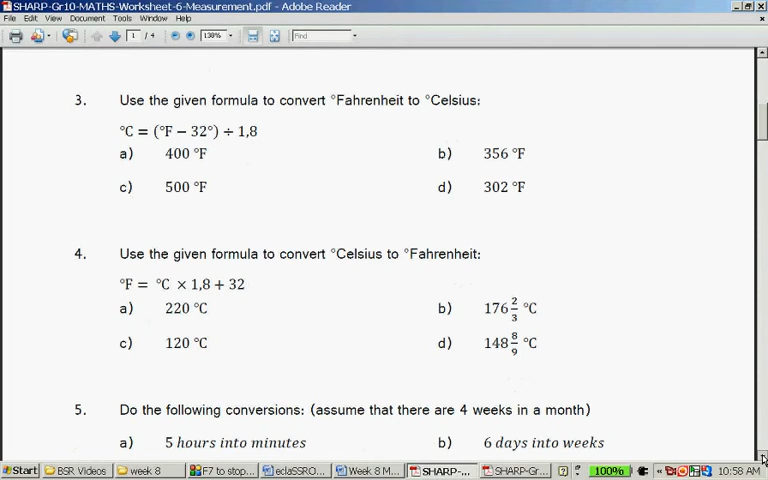 SHARP-Gr10-MATHS-Worksheet-6-Measurement.pdf - Adobe Reader
File Edit View Document Tools Window Help
1 / 4 138% Find
3. Use the given formula to convert °Fahrenheit to °Celsius:
°C = (°F − 32°) ÷ 1,8
a) 400 °F b) 356 °F
c) 500 °F d) 302 °F
4. Use the given formula to convert °Celsius to °Fahrenheit:
°F = °C × 1,8 + 32
a) 220 °C b) 176 2/3 °C
c) 120 °C d) 148 8/9 °C
5. Do the following conversions: (assume that there are 4 weeks in a month)
a) 5 hours into minutes b) 6 days into weeks
Start BSR Videos week 8 F7 to stop... eclaSSRO... Week 8 M... SHARP-... SHARP-Gr... 100% « 10:58 AM